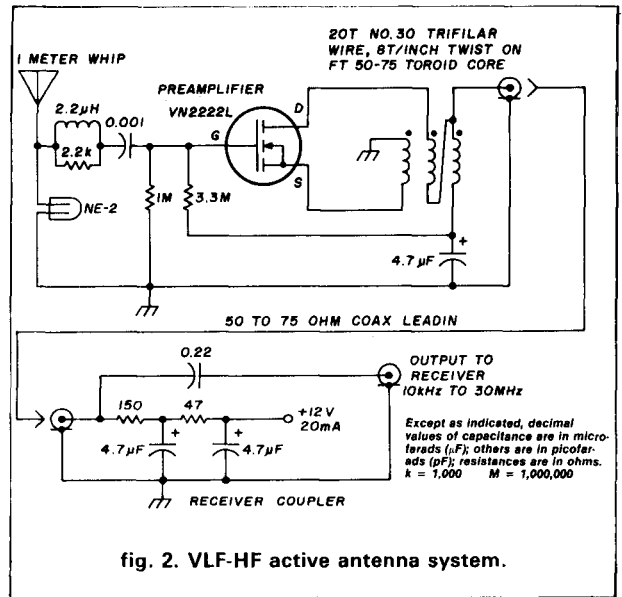 1 METER WHIP
20T NO.30 TRIFILAR
WIRE, 8T/INCH TWIST ON
FT 50-75 TOROID CORE
PREAMPLIFIER
VN2222L
2.2µH
0.001
2.2k
D
G
S
NE-2
1M
3.3M
+
4.7 µF
50 TO 75 OHM COAX LEADIN
0.22
OUTPUT TO
RECEIVER
10kHz TO 30MHz
150
47
+12V
20mA
+
4.7µF
+
4.7µF
RECEIVER COUPLER
Except as indicated, decimal
values of capacitance are in micro-
farads (µF); others are in picofar-
ads (pF); resistances are in ohms.
k = 1,000 M = 1,000,000
fig. 2. VLF-HF active antenna system.